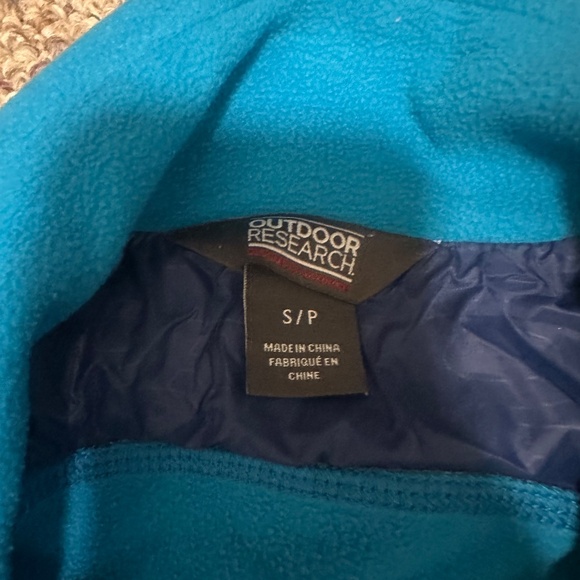 OUTDOOR
RESEARCH
S/P
MADE IN CHINA
FABRIQUÉ EN
CHINE